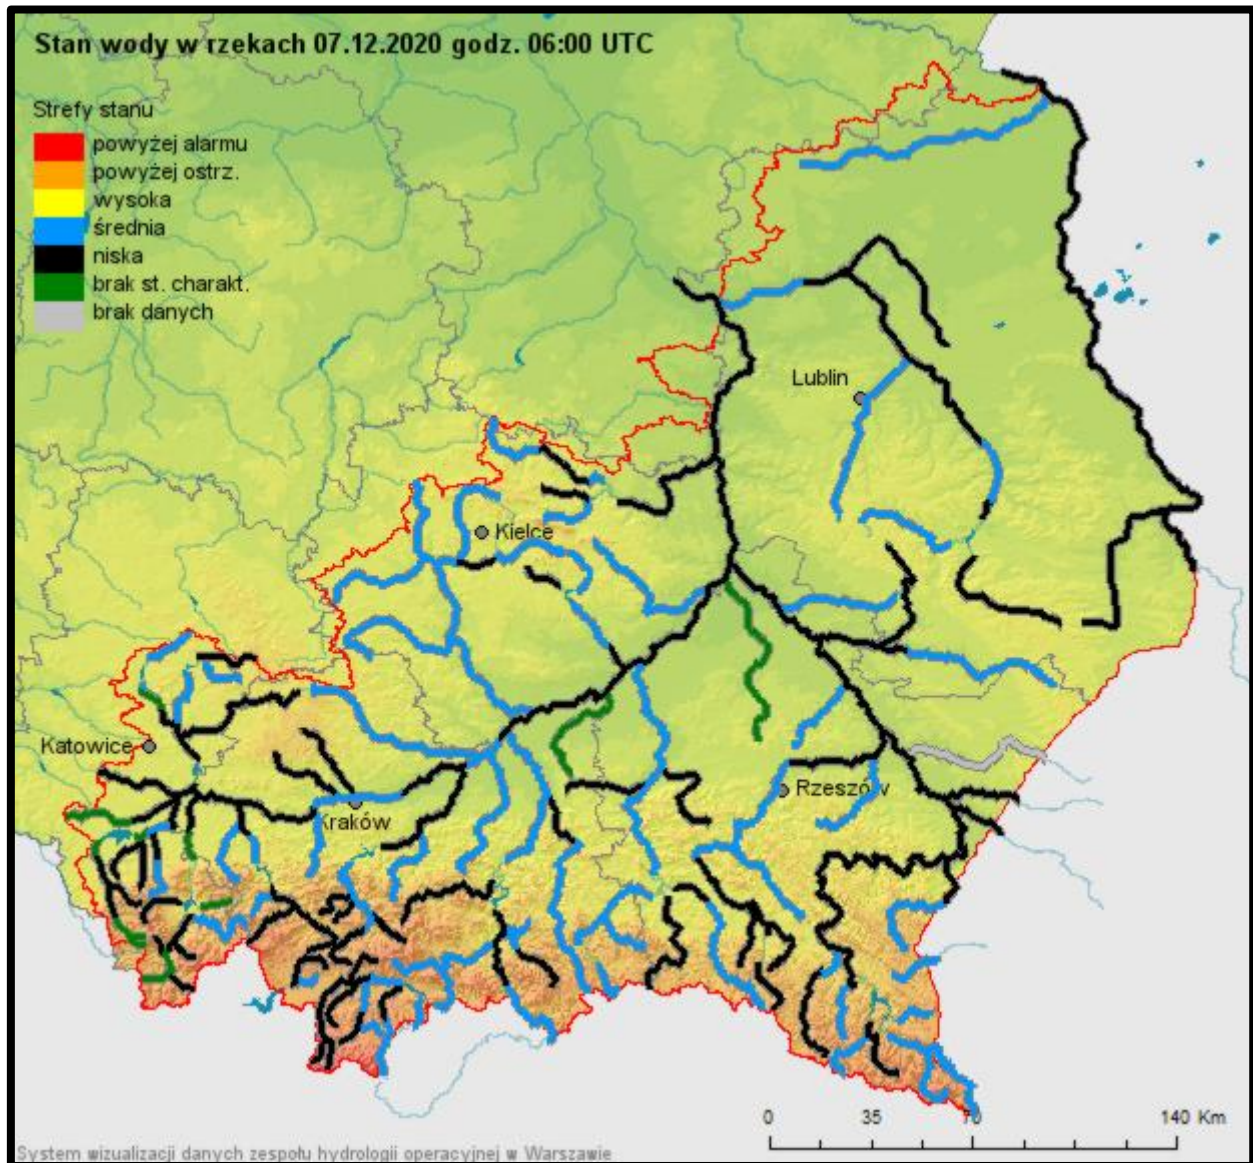 Stan wody w rzekach 07.12.2020 godz. 06:00 UTC
Strefy stanu
powyżej alarmu
powyżej ostrz.
wysoka
średnia
niska
brak st. charakt.
brak danych
Lublin
Kielce
Katowice
Rzeszów
Kraków
0 35 70 140 Km
System wizualizacji danych zespołu hydrologii operacyjnej w Warszawie